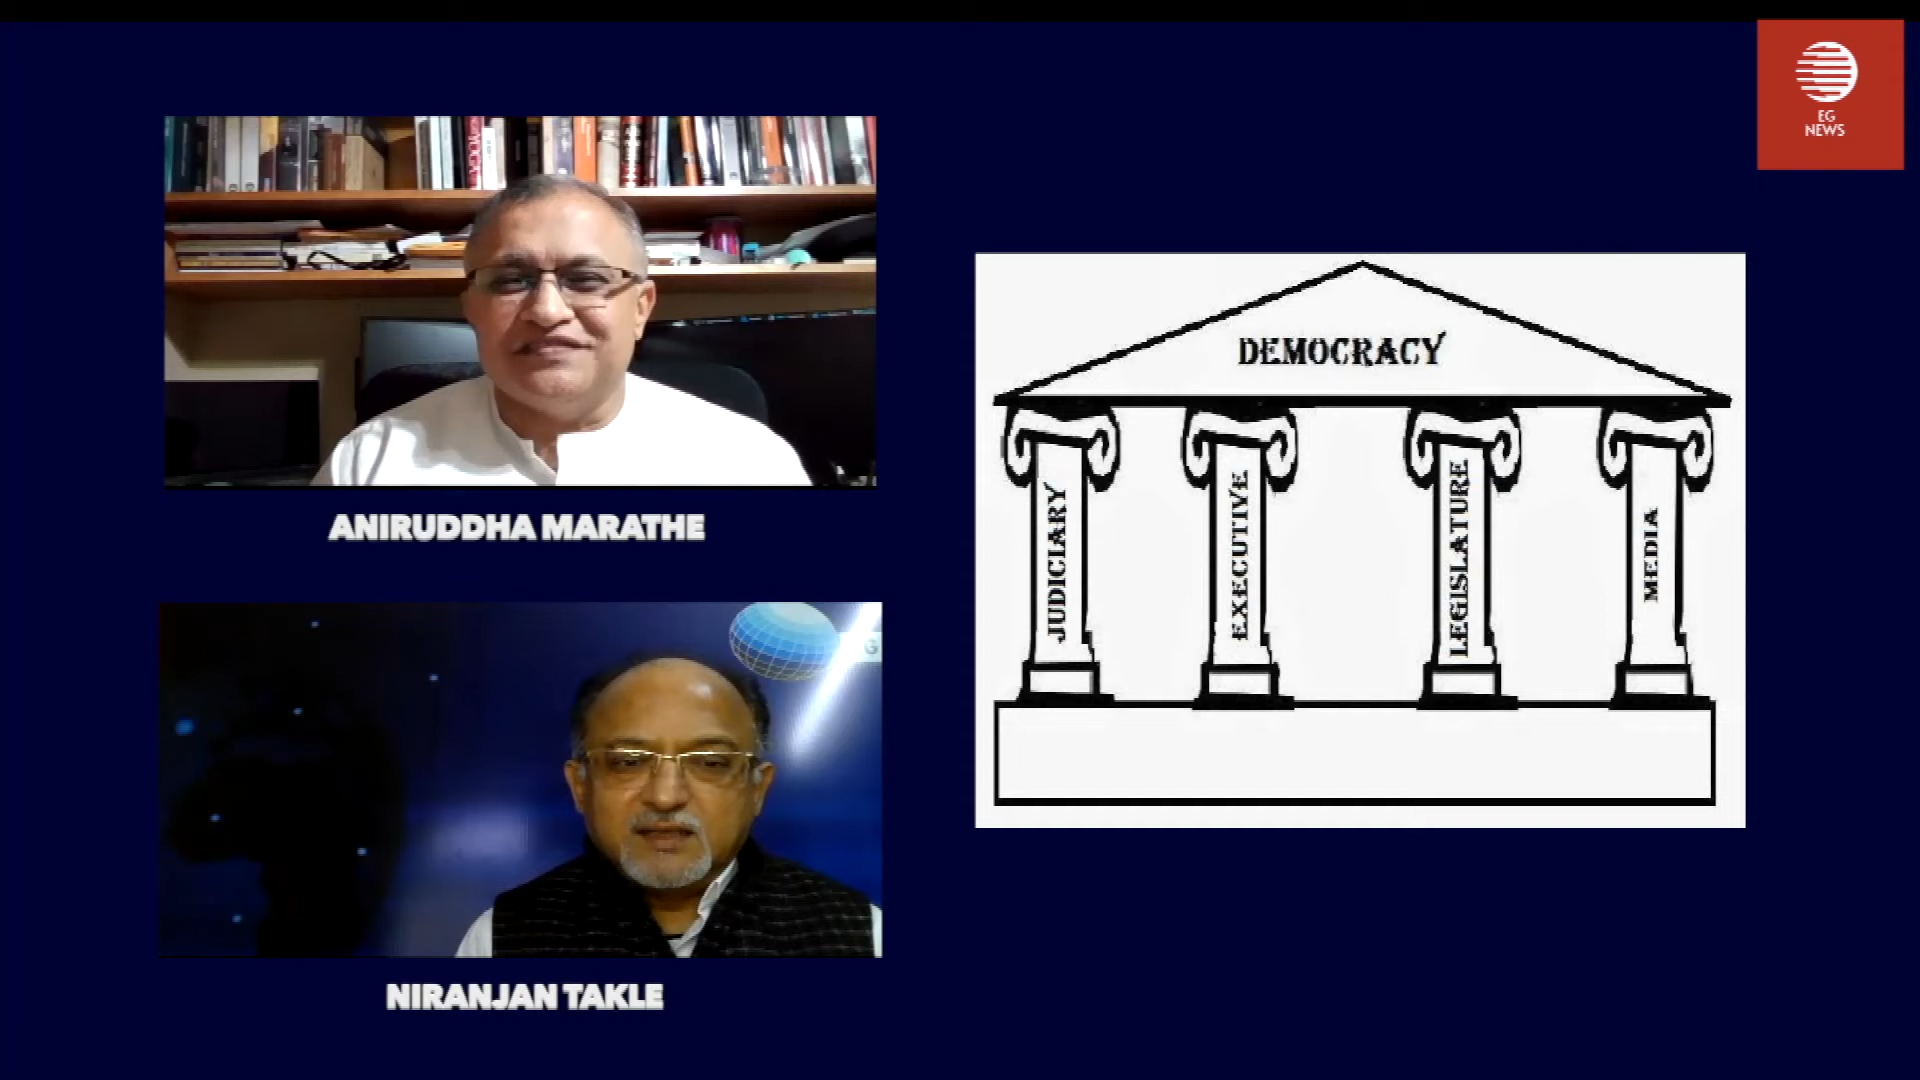 EG
NEWS
ANIRUDDHA MARATHE
NIRANJAN TAKLE
DEMOCRACY
JUDICIARY
EXECUTIVE
LEGISLATURE
MEDIA
G